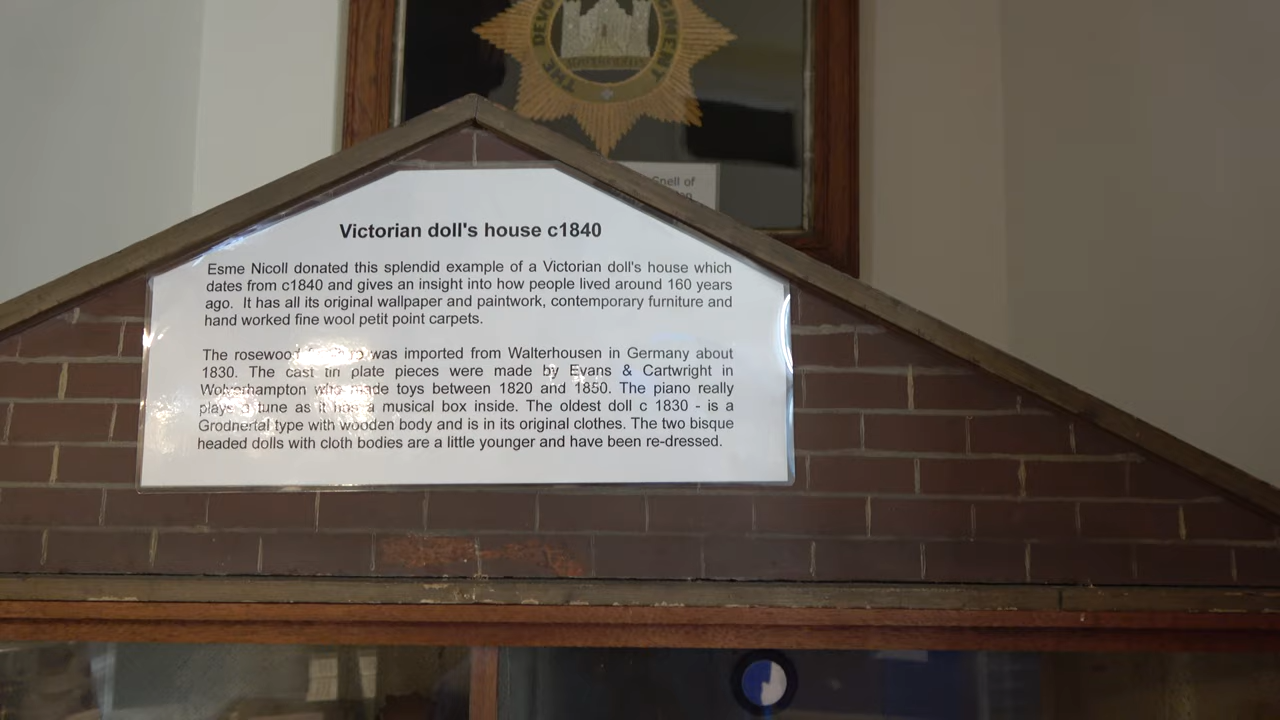 THE DEVO IMENT
Snell of
Victorian doll's house c1840
Esme Nicoll donated this splendid example of a Victorian doll's house which
dates from c1840 and gives an insight into how people lived around 160 years
ago. It has all its original wallpaper and paintwork, contemporary furniture and
hand worked fine wool petit point carpets.
The rosewood was imported from Walterhousen in Germany about
1830. The cast tin plate pieces were made by Evans & Cartwright in
Wolverhampton who made toys between 1820 and 1850. The piano really
plays a tune as it has a musical box inside. The oldest doll c 1830 - is a
Grodnertal type with wooden body and is in its original clothes. The two bisque
headed dolls with cloth bodies are a little younger and have been re-dressed.